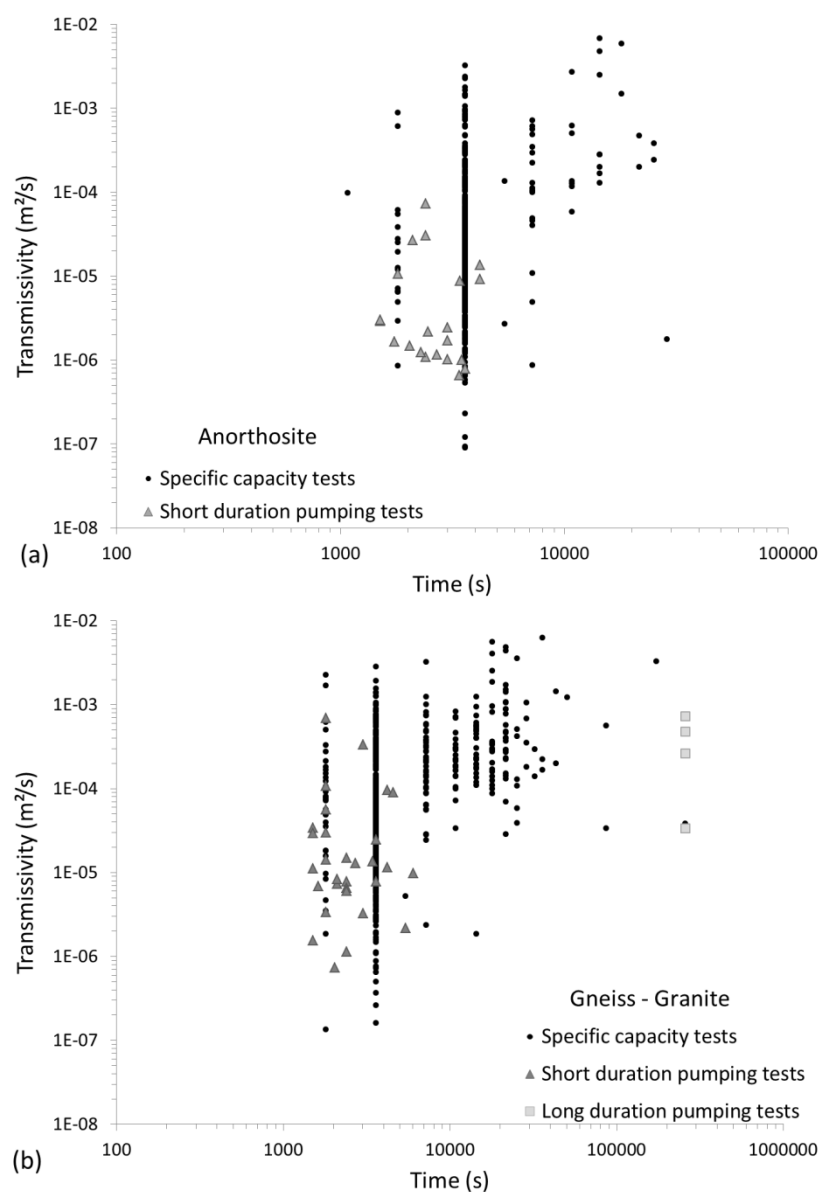 1E-02
1E-03
1E-04
1E-05
1E-06
1E-07
1E-08
Transmissivity (m²/s)
Anorthosite
Specific capacity tests
Short duration pumping tests
100
1000
10000
100000
Time (s)
(a)
1E-02
1E-03
1E-04
1E-05
1E-06
1E-07
1E-08
Transmissivity (m²/s)
Gneiss - Granite
Specific capacity tests
Short duration pumping tests
Long duration pumping tests
100
1000
10000
100000
1000000
Time (s)
(b)